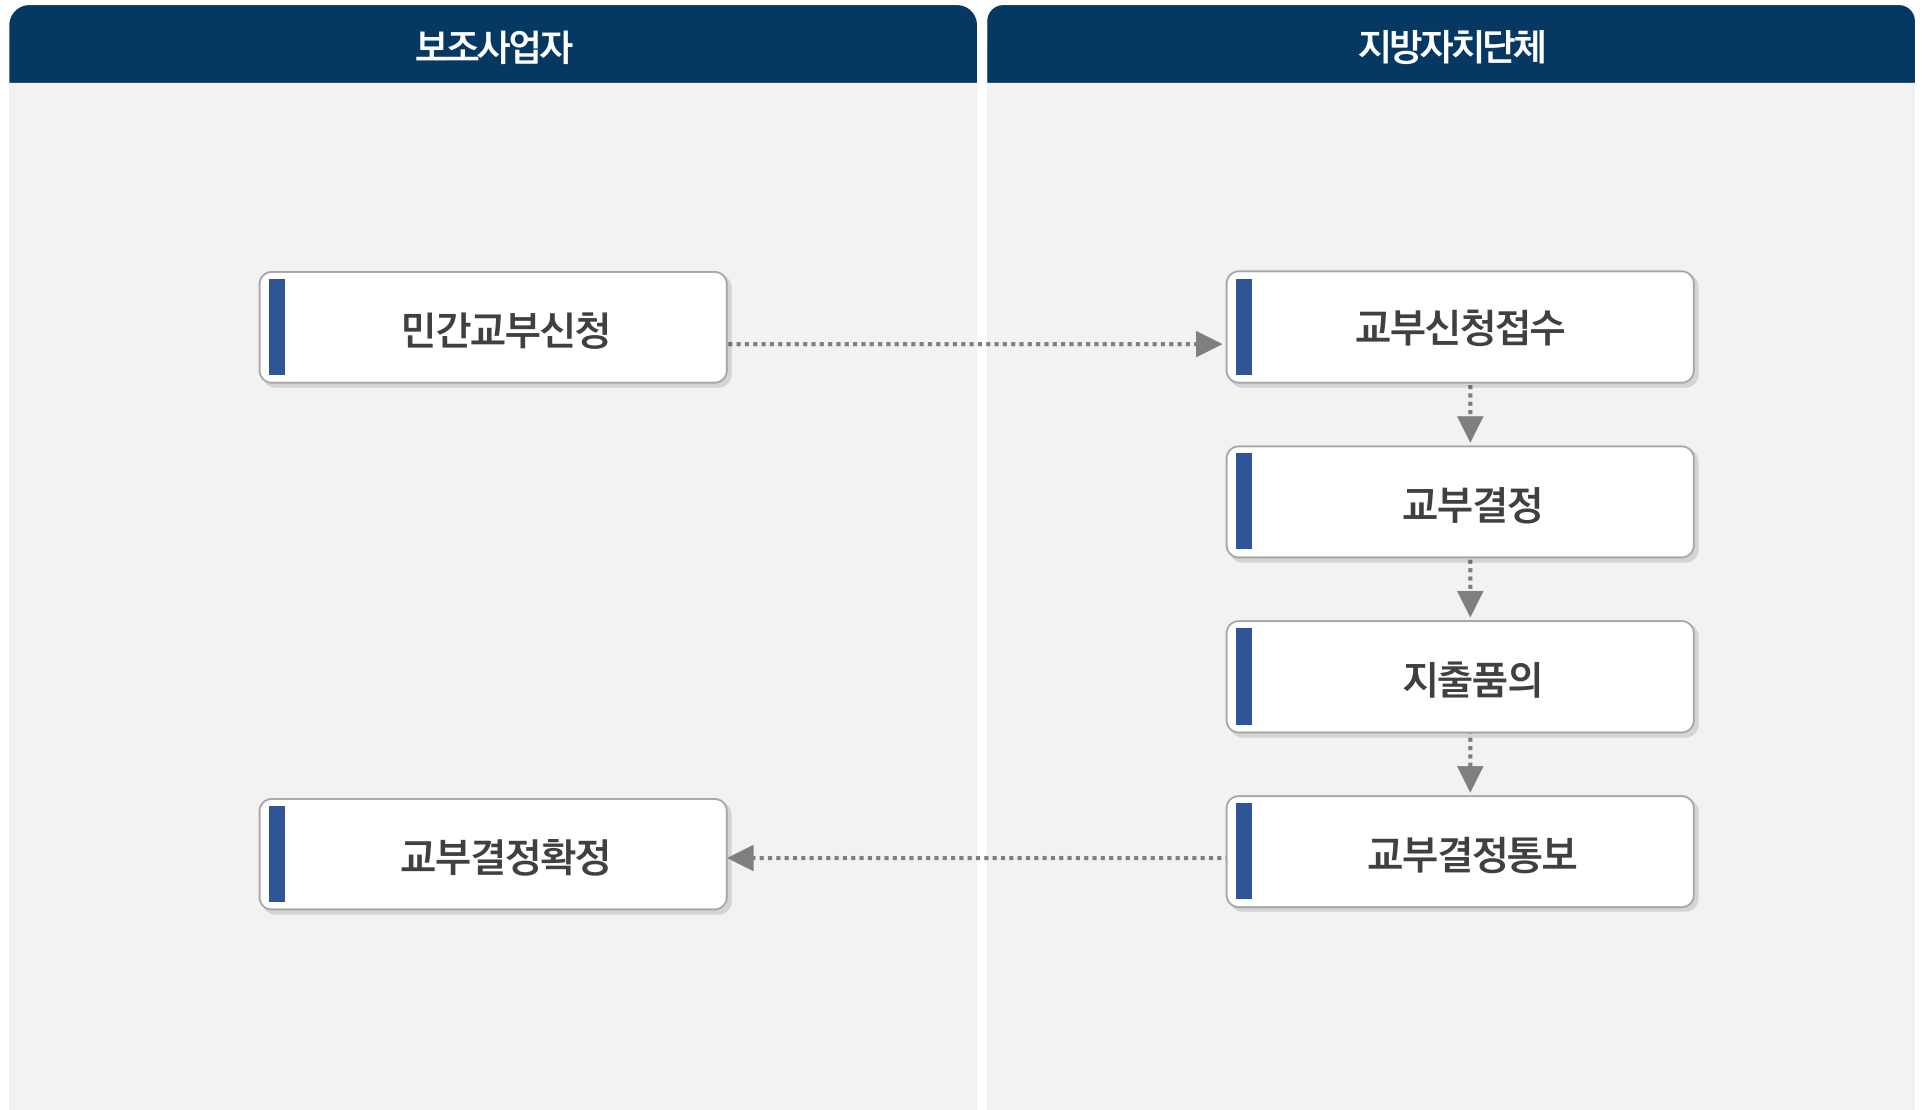 보조사업자
지방자치단체
민간교부신청
교부신청접수
교부결정
지출품의
교부결정확정
교부결정통보